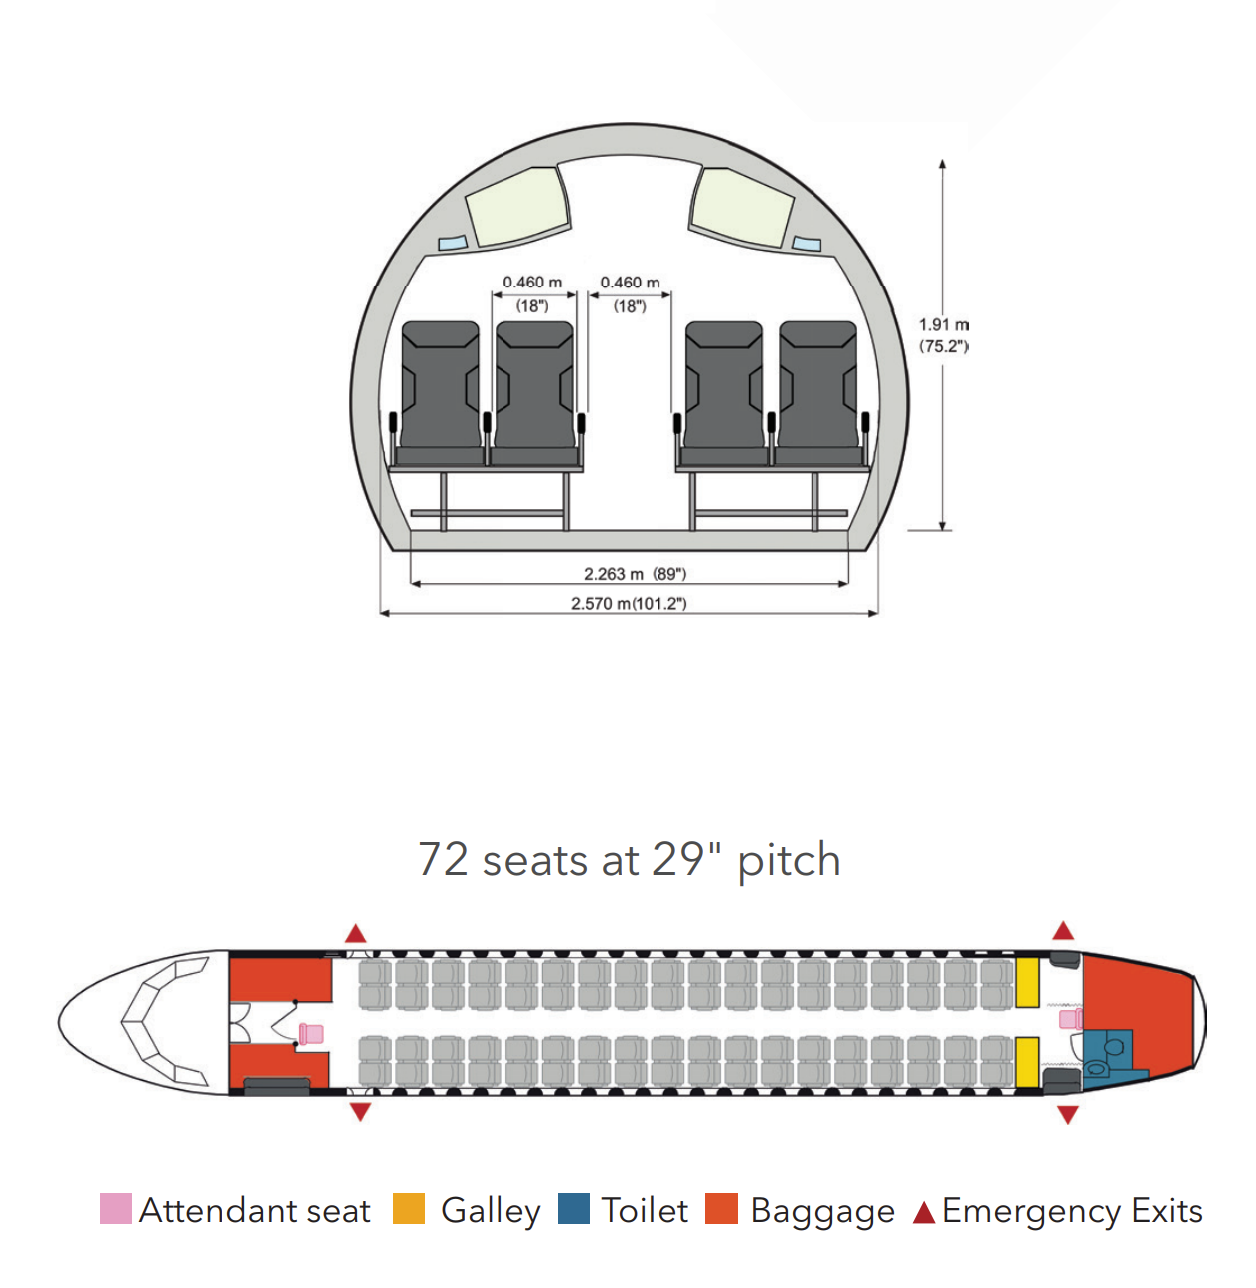 0.460 m 0.460 m
(18") (18")
1.91 m
(75.2")
2.263 m (89")
2.570 m(101.2")
72 seats at 29" pitch
Attendant seat Galley Toilet Baggage Emergency Exits